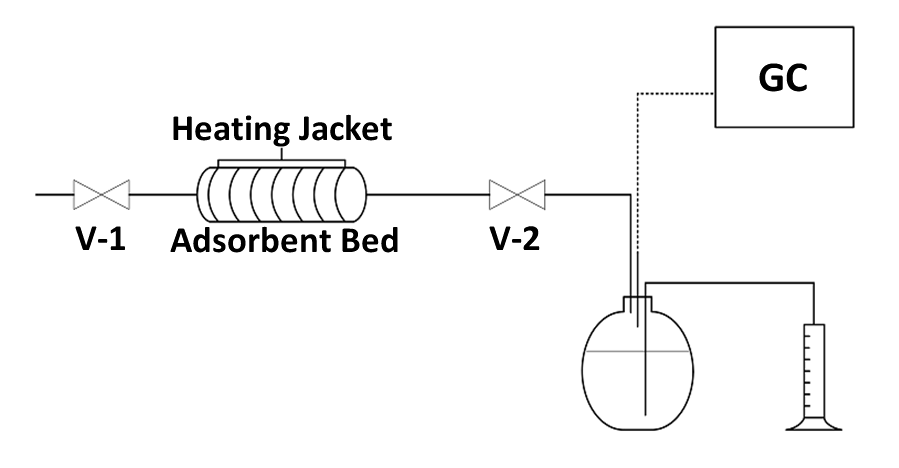 GC
Heating Jacket
V-1
Adsorbent Bed
V-2